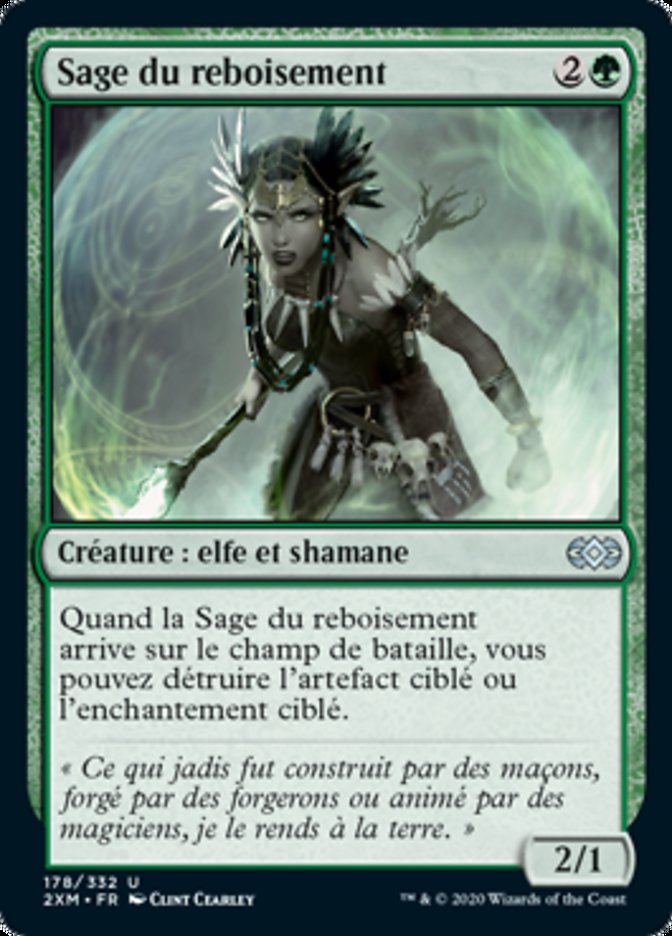 Sage du reboisement
2
Créature : elfe et shamane
Quand la Sage du reboisement
arrive sur le champ de bataille, vous
pouvez détruire l'artefact ciblé ou
l'enchantement ciblé.
« Ce qui jadis fut construit par des maçons,
forgé par des forgerons ou animé par des
magiciens, je le rends à la terre. »
2/1
178/332 U
2XM • FR Clint Cearley
™ & © 2020 Wizards of the Coast